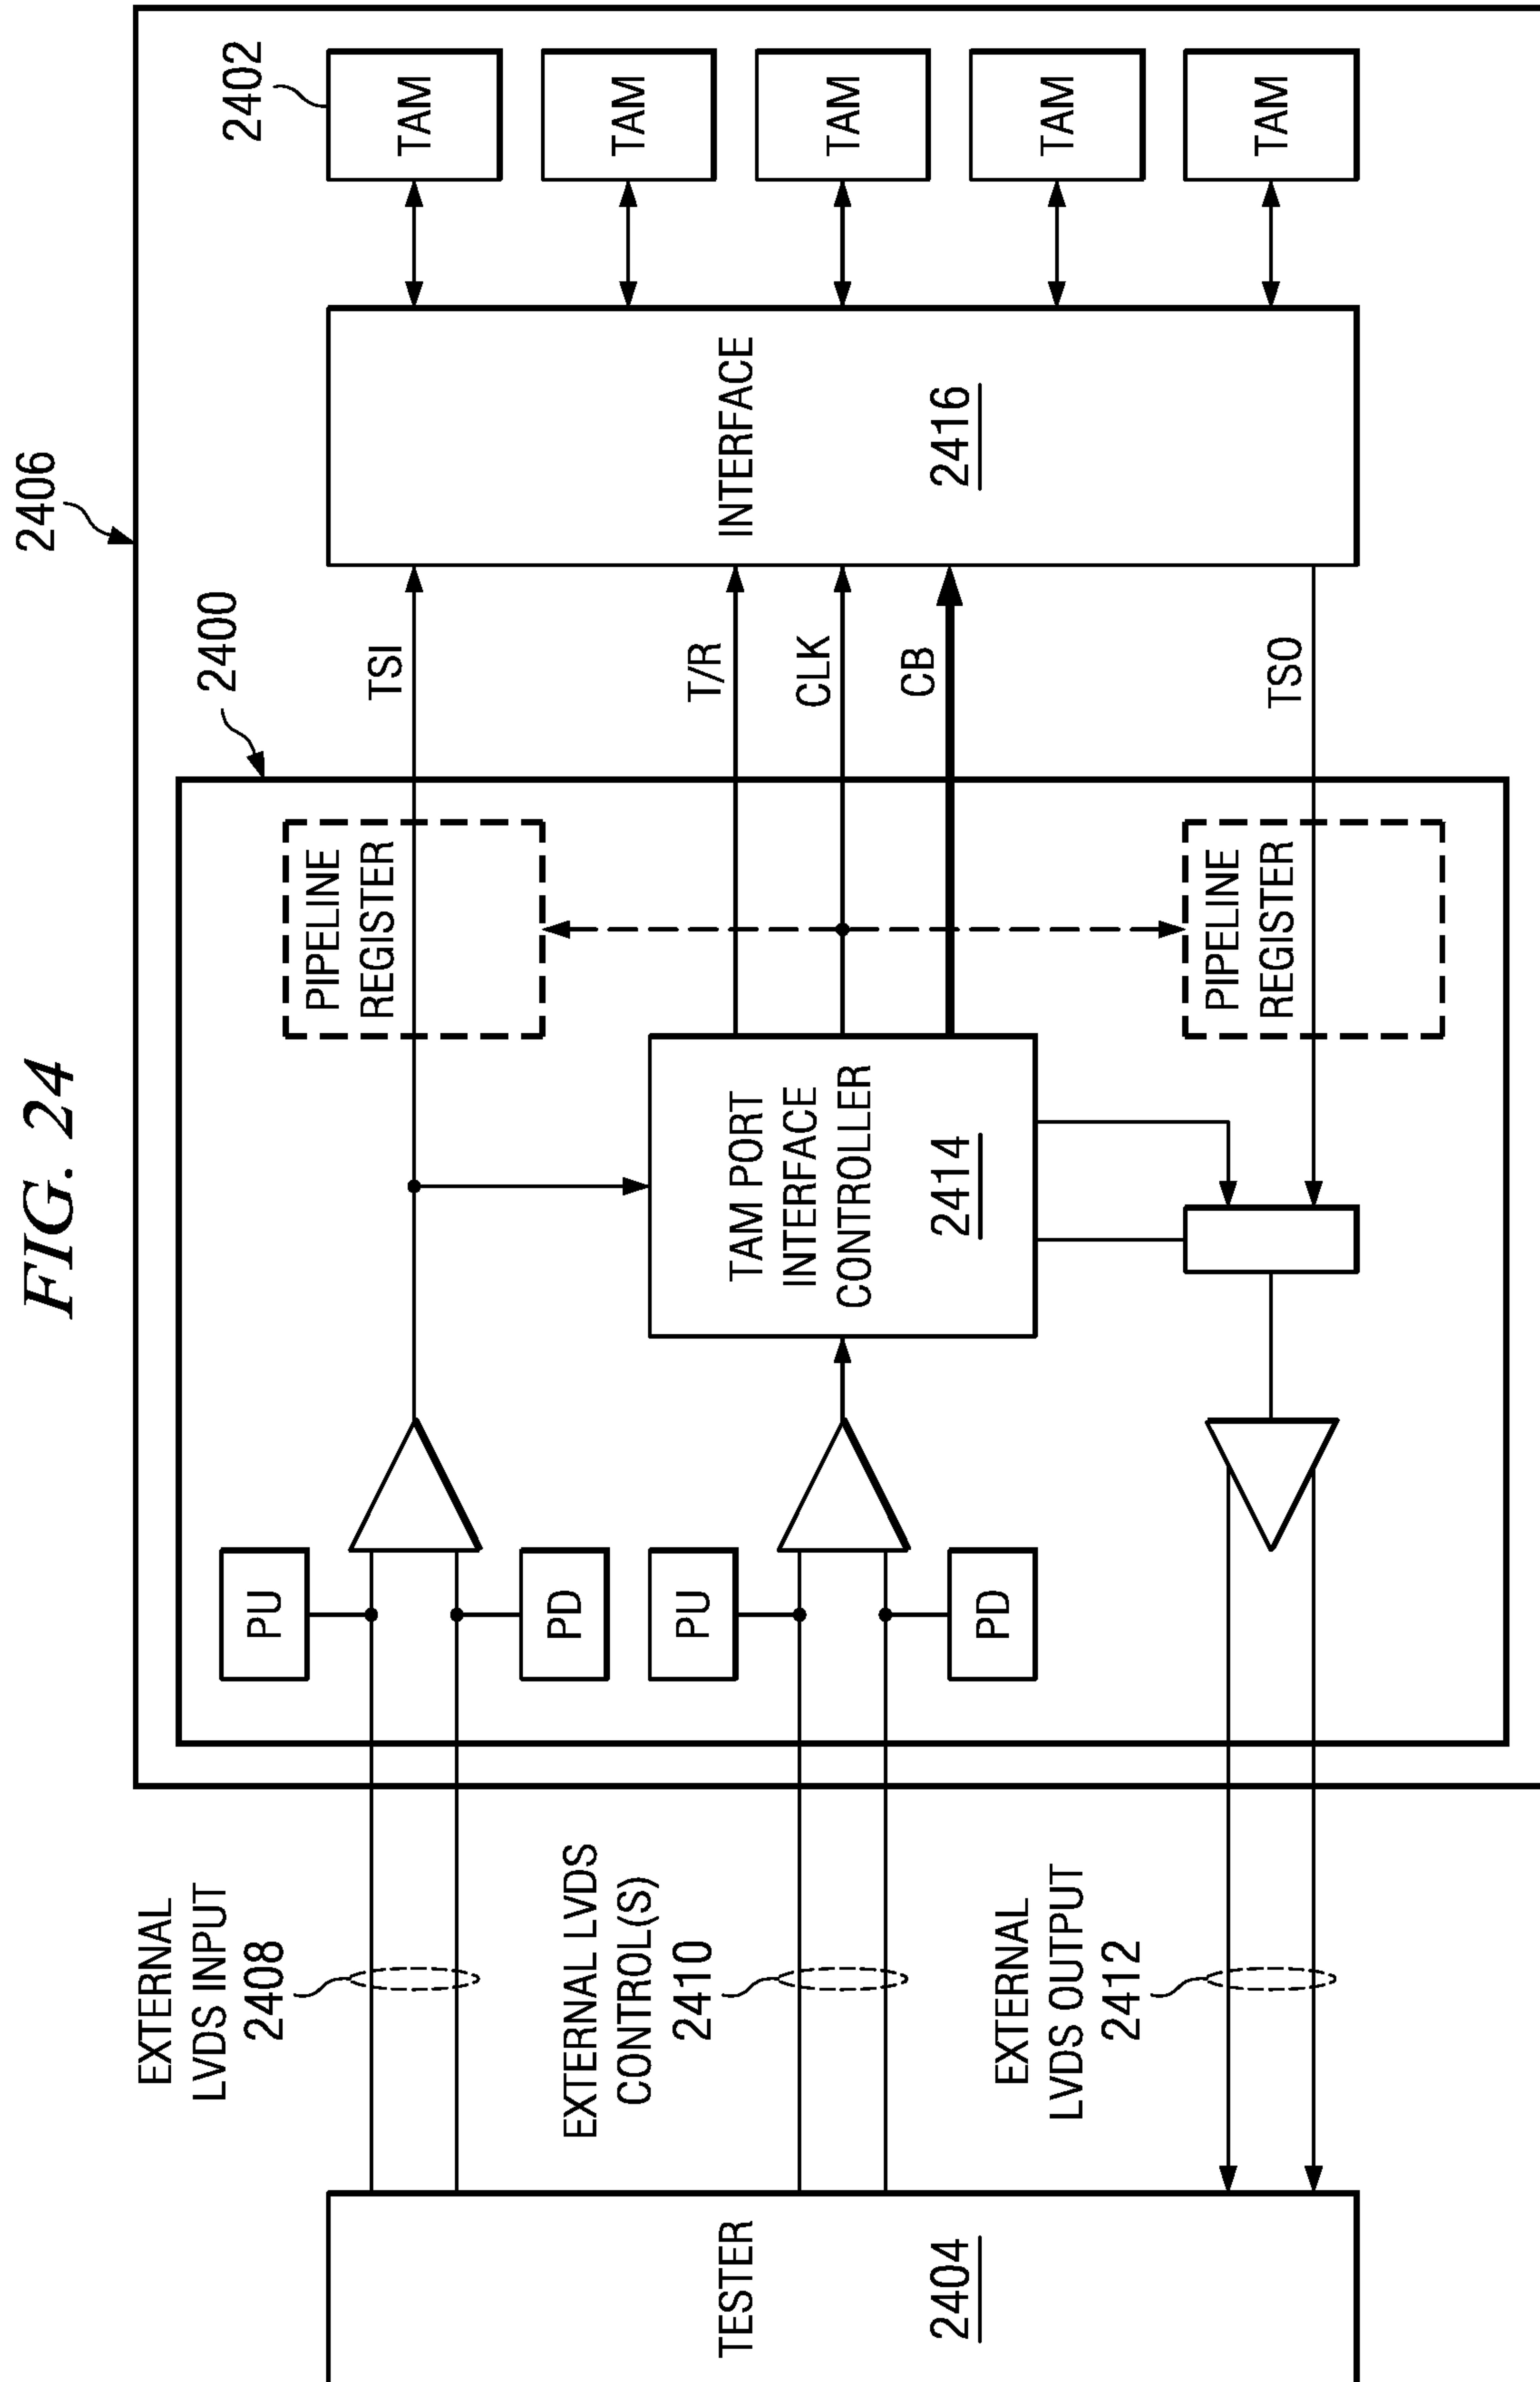 FIG. 24
2406
2400
2402
EXTERNAL
LVDS INPUT
2408
EXTERNAL LVDS
CONTROL(S)
2410
EXTERNAL
LVDS OUTPUT
2412
TESTER
2404
PU
PD
PU
PD
TAM PORT
INTERFACE
CONTROLLER
2414
PIPELINE
REGISTER
PIPELINE
REGISTER
TSI
T/R
CLK
CB
TSO
INTERFACE
2416
TAM
TAM
TAM
TAM
TAM